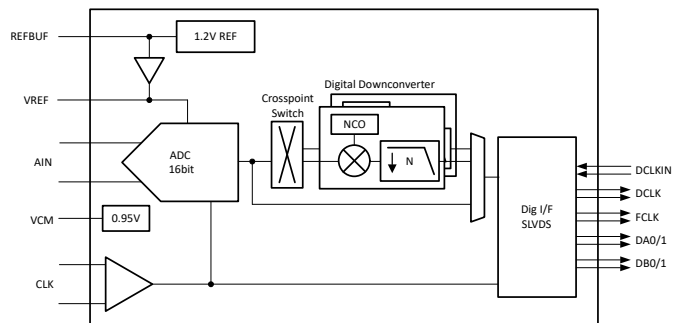 REFBUF
1.2V REF
Digital Downconverter
Crosspoint
Switch
VREF
NCO
ADC
16bit
AIN
N
DCLKIN
DCLK
Dig I/F
SLVDS
FCLK
VCM
0.95V
DA0/1
DB0/1
CLK